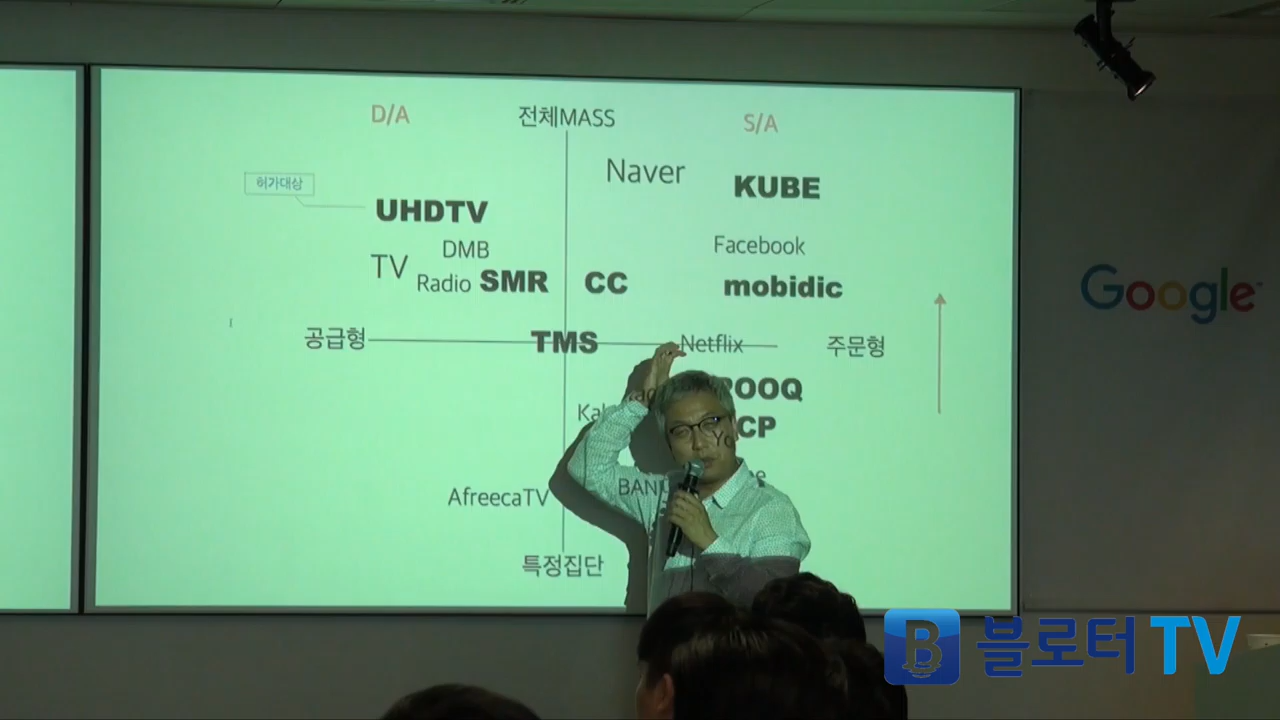 D/A
전체MASS
S/A
Naver
KUBE
허가대상
UHDTV
DMB
Facebook
TV
Radio
SMR
CC
mobidic
공급형
TMS
Netflix
주문형
POOQ
CP
AfreecaTV
특정집단
Google
B 블로터TV